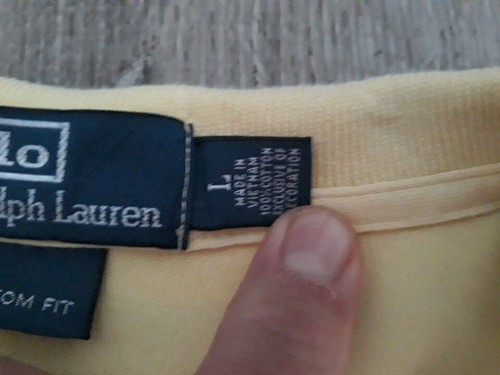 lo
lph Lauren
L
MADE IN
VIETNAM
100% COTTON
EXCLUSIVE OF
DECORATION
OM FIT